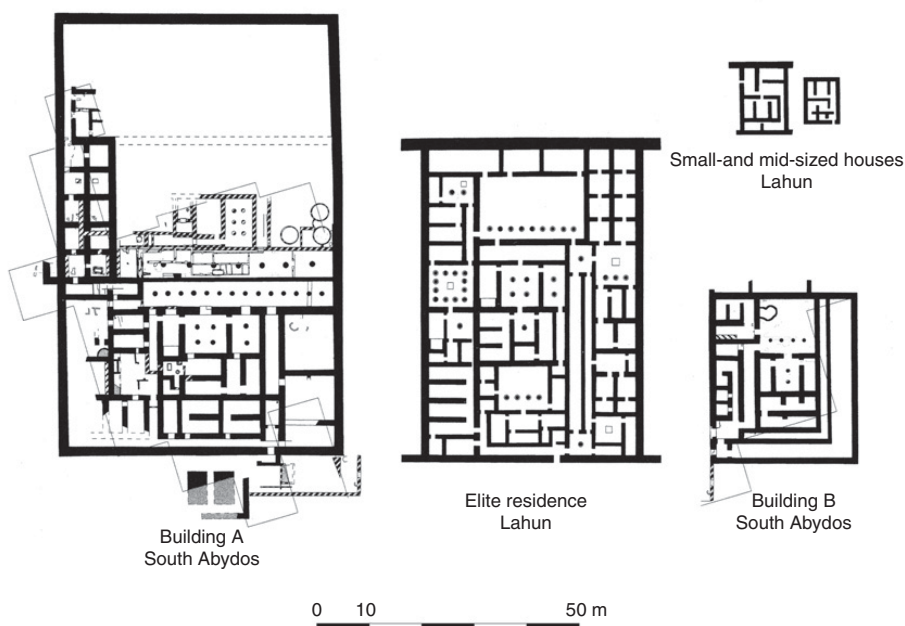 Small-and mid-sized houses
Lahun
Elite residence
Lahun
Building B
South Abydos
Building A
South Abydos
0 10 50 m